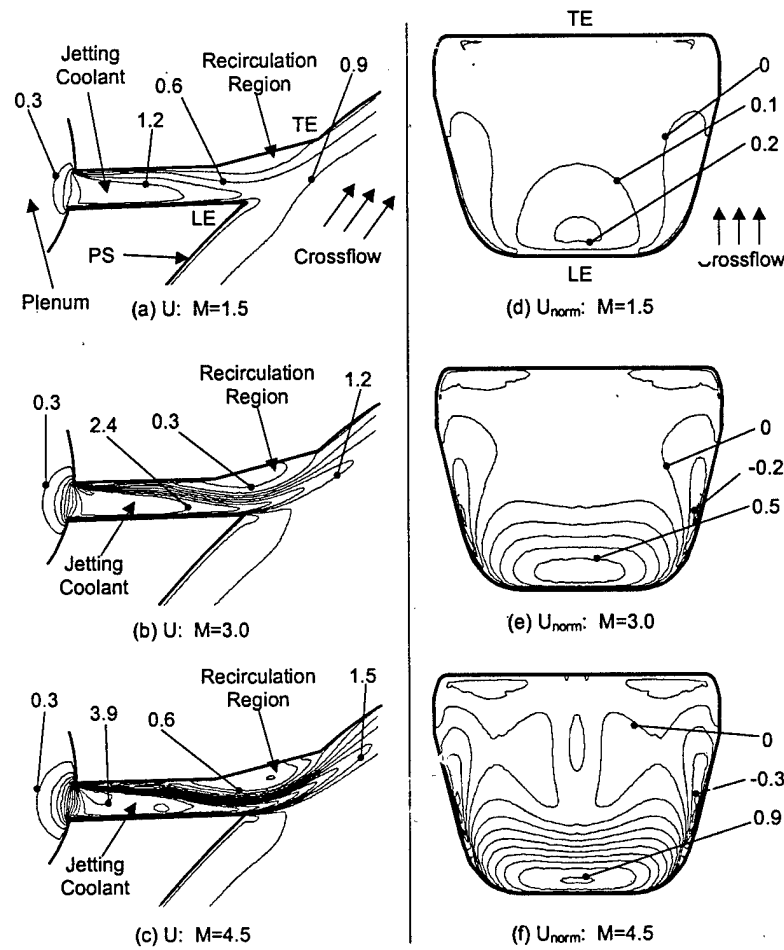 Jetting
Coolant
Recirculation
Region
0.3
1.2
0.6
0.9
TE
LE
PS
Plenum
Crossflow
(a) U: M=1.5
TE
0
0.1
0.2
LE
Crossflow
(d) Unorm: M=1.5
Recirculation
Region
0.3
2.4
0.3
1.2
Jetting
Coolant
(b) U: M=3.0
0
-0.2
0.5
(e) Unorm: M=3.0
Recirculation
Region
0.3
3.9
0.6
1.5
Jetting
Coolant
(c) U: M=4.5
0
-0.3
0.9
(f) Unorm: M=4.5